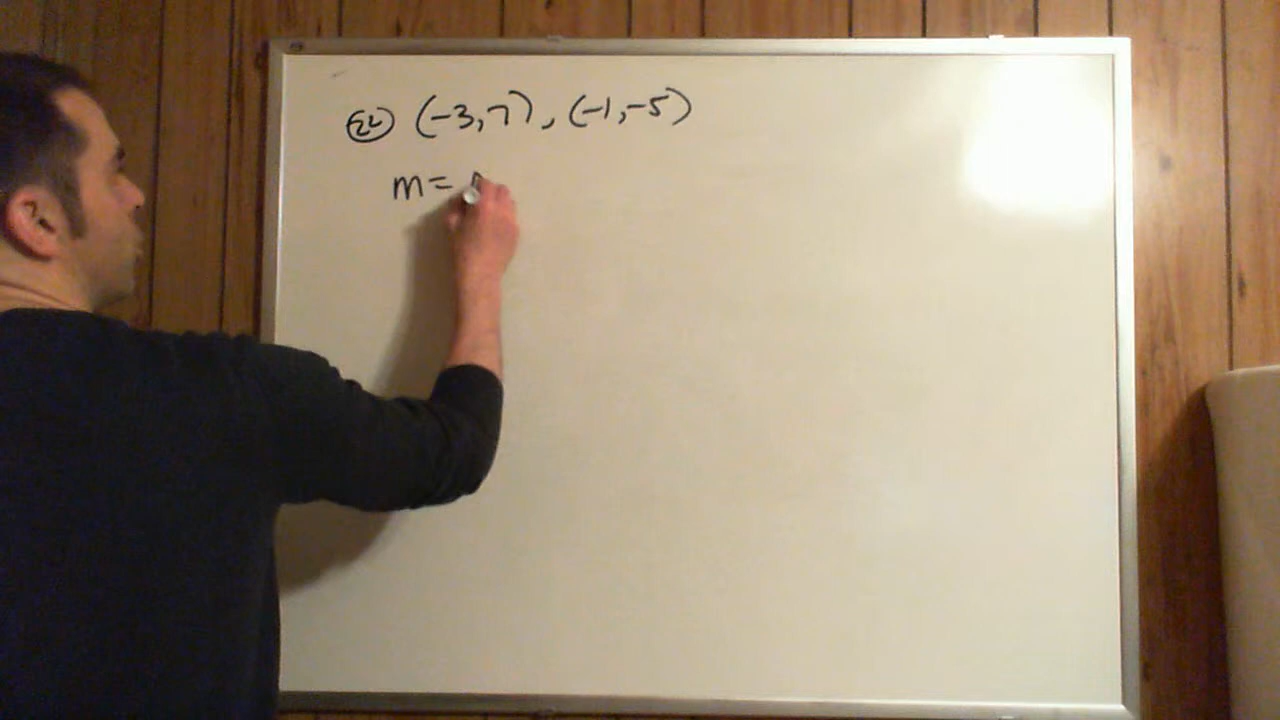 22 (-3,7), (-1,-5)
m=